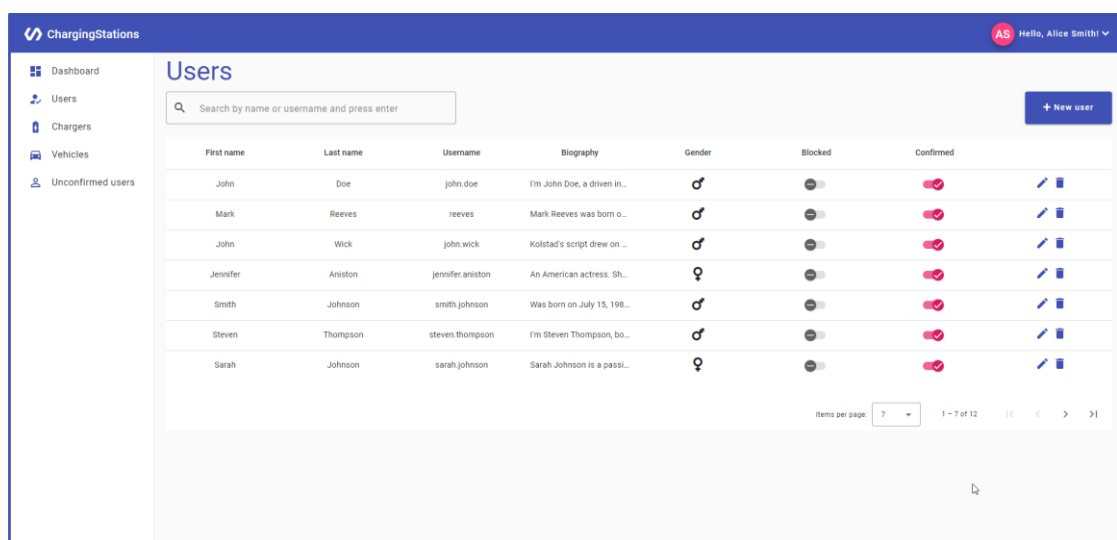 ChargingStations
AS Hello, Alice Smith!
Dashboard
Users
Chargers
Vehicles
Unconfirmed users
Users
Search by name or username and press enter
+ New user
First name Last name Username Biography Gender Blocked Confirmed
John Doe john.doe I'm John Doe, a driven in...
Mark Reeves reeves Mark Reeves was born o...
John Wick john.wick Kolstad's script drew on ...
Jennifer Aniston jennifer.aniston An American actress. Sh...
Smith Johnson smith.johnson Was born on July 15, 198...
Steven Thompson steven.thompson I'm Steven Thompson, bo...
Sarah Johnson sarah.johnson Sarah Johnson is a passi...
Items per page: 7 1 – 7 of 12